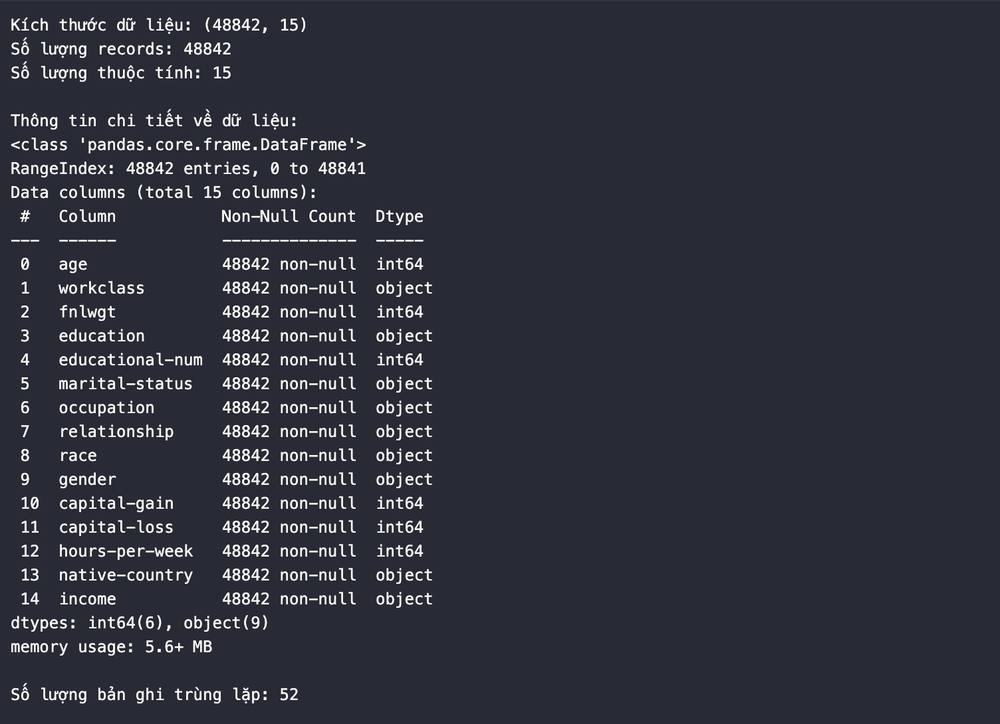 Kích thước dữ liệu: (48842, 15)
Số lượng records: 48842
Số lượng thuộc tính: 15
Thông tin chi tiết về dữ liệu:
<class 'pandas.core.frame.DataFrame'>
RangeIndex: 48842 entries, 0 to 48841
Data columns (total 15 columns):
 #   Column           Non-Null Count  Dtype
---  ------           --------------  -----
 0   age              48842 non-null  int64
 1   workclass        48842 non-null  object
 2   fnlwgt           48842 non-null  int64
 3   education        48842 non-null  object
 4   educational-num  48842 non-null  int64
 5   marital-status   48842 non-null  object
 6   occupation       48842 non-null  object
 7   relationship     48842 non-null  object
 8   race             48842 non-null  object
 9   gender           48842 non-null  object
 10  capital-gain     48842 non-null  int64
 11  capital-loss     48842 non-null  int64
 12  hours-per-week   48842 non-null  int64
 13  native-country   48842 non-null  object
 14  income           48842 non-null  object
dtypes: int64(6), object(9)
memory usage: 5.6+ MB
Số lượng bản ghi trùng lặp: 52